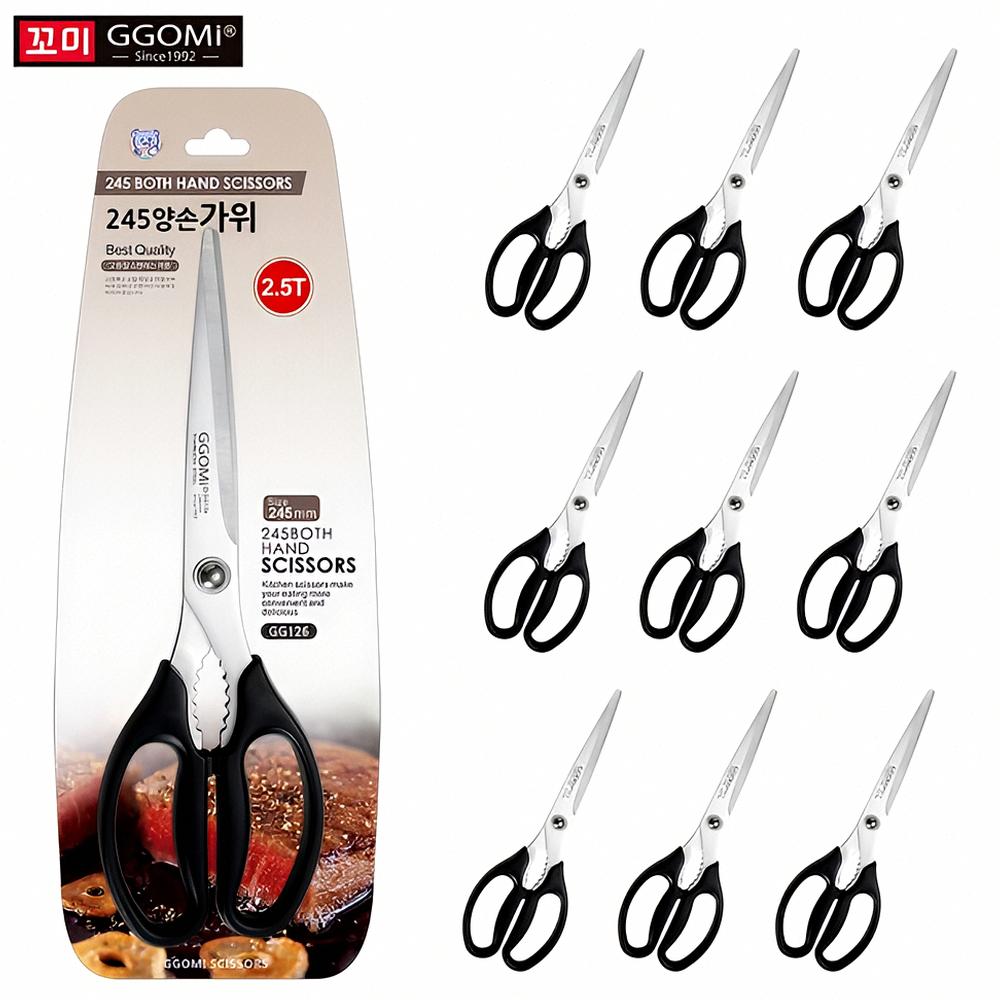 꼬미 GGOMi®
Since1992
245 BOTH HAND SCISSORS
245양손가위
Best Quality
2.5T
GGOMi
Size
245mm
245BOTH
HAND
SCISSORS
Kitchen scissors make
your eating more
convenient and
delicious
GG126
GGOMI SCISSORS